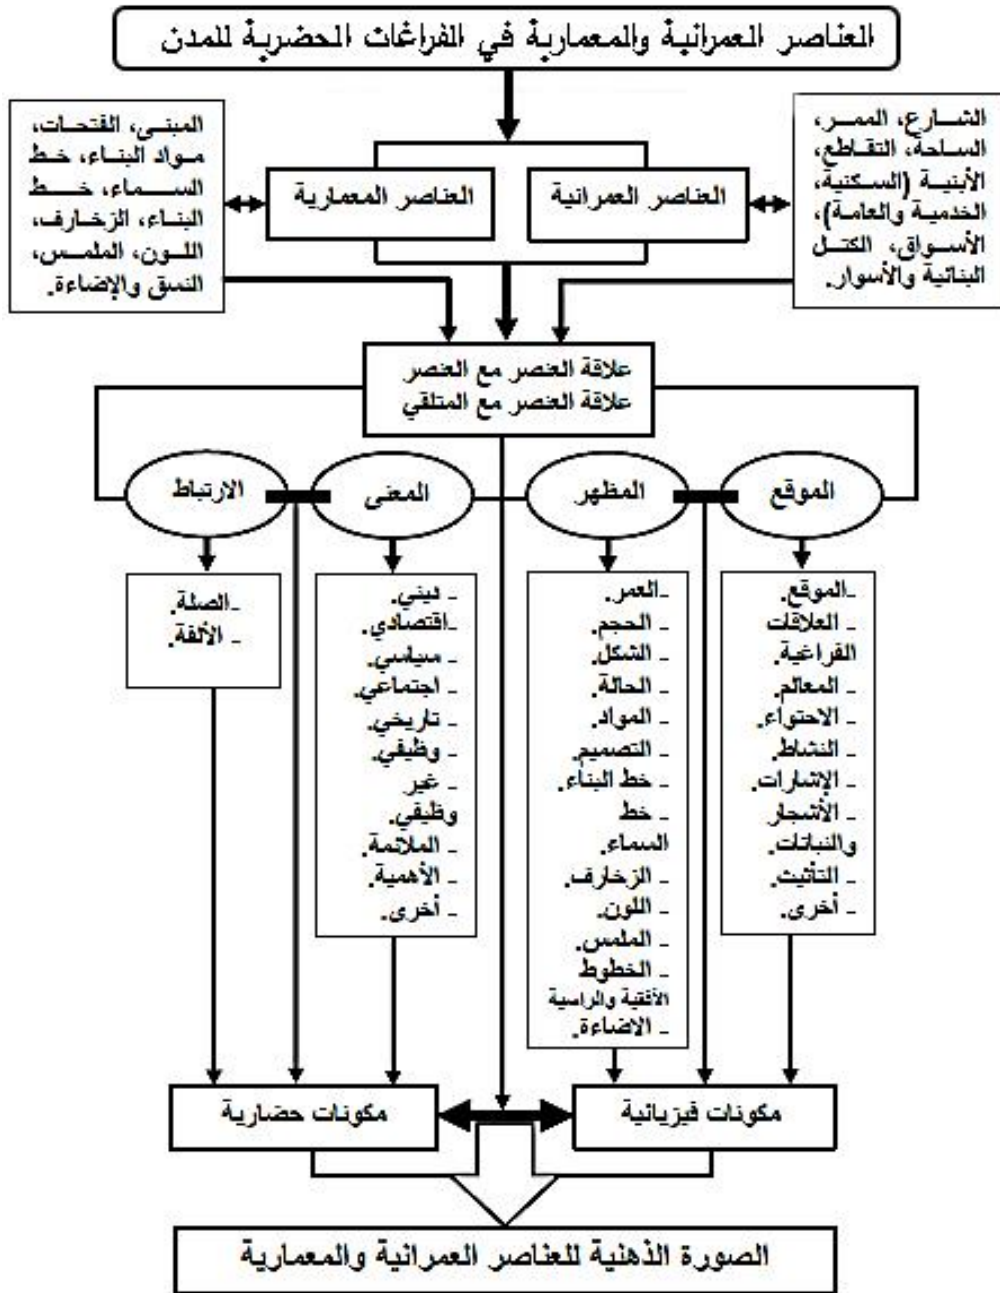 العناصر العمرانية والمعمارية في الفراغات الحضرية للمدن
الشــارع، الممــر،
الساحة، التقاطع،
الأبنية (السكنية،
الخدمية والعامة)،
الأسواق، الكتل
البنائية والأسوار.
العناصر العمرانية
العناصر المعمارية
المبنى، الفتحات،
مواد البناء، خط
السماء، خط
البناء، الزخارف،
اللون، الملمس،
النسق والإضاءة.
علاقة العنصر مع العنصر
علاقة العنصر مع المتلقي
الموقع
المظهر
المعنى
الارتباط
-الموقع.
- العلاقات
الفراغية
- المعالم.
- الاحتواء.
- النشاط.
- الإشارات.
- الأشجار
والنباتات.
- التأثيث.
- أخرى.
-العمر.
- الحجم.
- الشكل.
- الحالة.
- المواد.
- التصميم.
- خط البناء.
- خط
السماء.
- الزخارف.
- اللون.
- الملمس.
- الخطوط
الأفقية والراسية
- الإضاءة.
- ديني.
-اقتصادي.
- سياسي.
- اجتماعي.
- تاريخي.
- وظيفي.
- غير
وظيفي.
- الملائمة.
- الأهمية.
- أخرى.
-الصلة.
- الألفة.
مكونات فيزيائية
مكونات حضارية
الصورة الذهنية للعناصر العمرانية والمعمارية